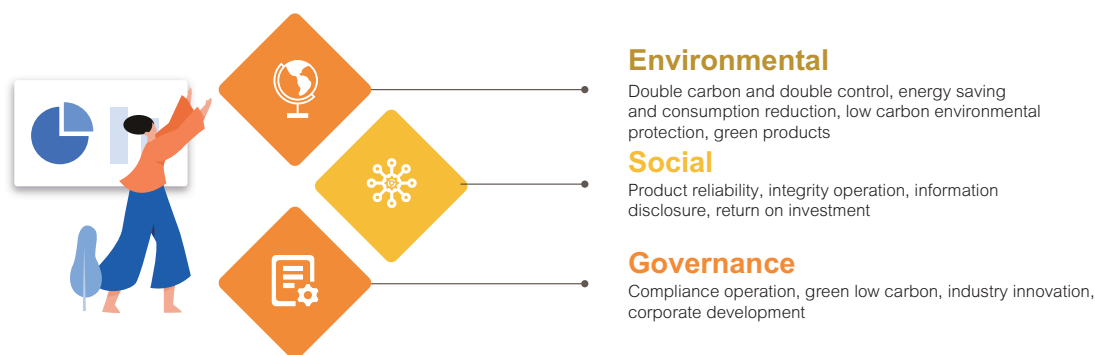 Environmental
Double carbon and double control, energy saving
and consumption reduction, low carbon environmental
protection, green products
Social
Product reliability, integrity operation, information
disclosure, return on investment
Governance
Compliance operation, green low carbon, industry innovation,
corporate development